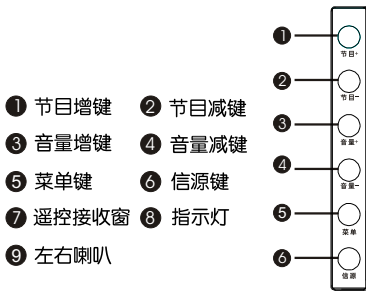 ❶ 节目增键 ❷ 节目减键
❸ 音量增键 ❹ 音量减键
❺ 菜单键 ❻ 信源键
❼ 遥控接收窗 ❽ 指示灯
❾ 左右喇叭
❶ 节目+
❷ 节目-
❸ 音量+
❹ 音量-
❺ 菜单
❻ 信源